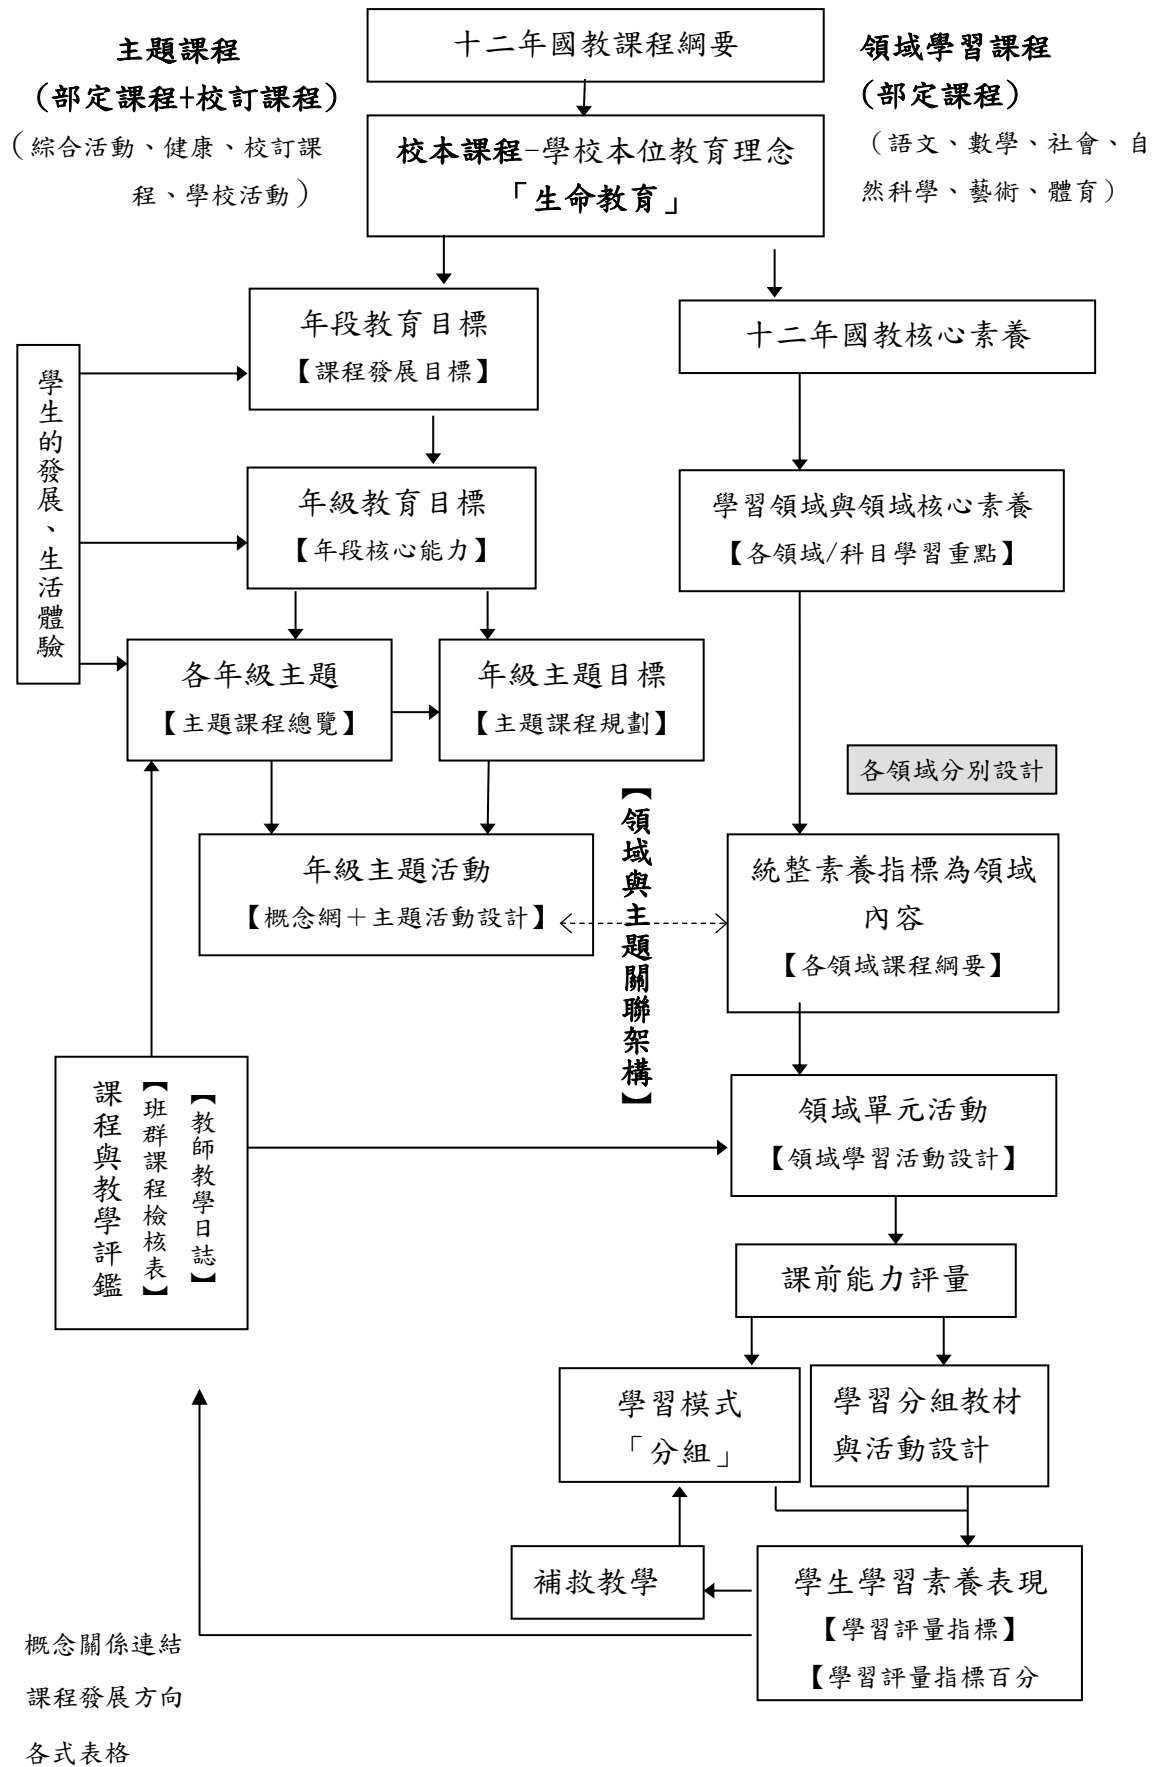 十二年國教課程綱要
主題課程
(部定課程+校訂課程)
（綜合活動、健康、校訂課
程、學校活動）
領域學習課程
(部定課程)
（語文、數學、社會、自
然科學、藝術、體育）
校本課程-學校本位教育理念
「生命教育」
年段教育目標
【課程發展目標】
十二年國教核心素養
學生的發展、生活體驗
年級教育目標
【年段核心能力】
學習領域與領域核心素養
【各領域/科目學習重點】
各年級主題
【主題課程總覽】
年級主題目標
【主題課程規劃】
各領域分別設計
【領域與主題關聯架構】
年級主題活動
【概念網＋主題活動設計】
統整素養指標為領域
內容
【各領域課程綱要】
課程與教學評鑑
【班群課程檢核表】
【教師教學日誌】
領域單元活動
【領域學習活動設計】
課前能力評量
學習模式
「分組」
學習分組教材
與活動設計
補救教學
學生學習素養表現
【學習評量指標】
【學習評量指標百分
概念關係連結
課程發展方向
各式表格